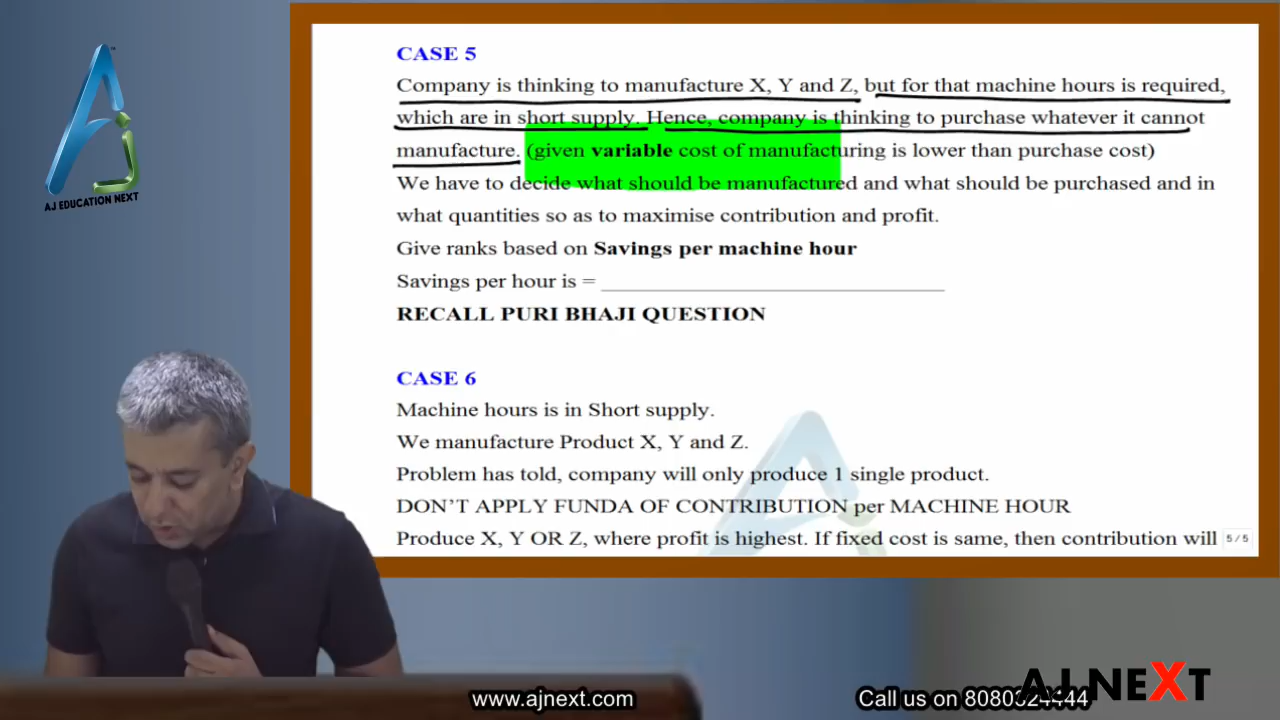 CASE 5
Company is thinking to manufacture X, Y and Z, but for that machine hours is required,
which are in short supply. Hence, company is thinking to purchase whatever it cannot
manufacture. (given variable cost of manufacturing is lower than purchase cost)
We have to decide what should be manufactured and what should be purchased and in
what quantities so as to maximise contribution and profit.
Give ranks based on Savings per machine hour
Savings per hour is = ______________________________
RECALL PURI BHAJI QUESTION
CASE 6
Machine hours is in Short supply.
We manufacture Product X, Y and Z.
Problem has told, company will only produce 1 single product.
DON'T APPLY FUNDA OF CONTRIBUTION per MACHINE HOUR
Produce X, Y OR Z, where profit is highest. If fixed cost is same, then contribution will
5 / 5
AJ EDUCATION NEXT
www.ajnext.com
Call us on 8080324444
AJ NEXT